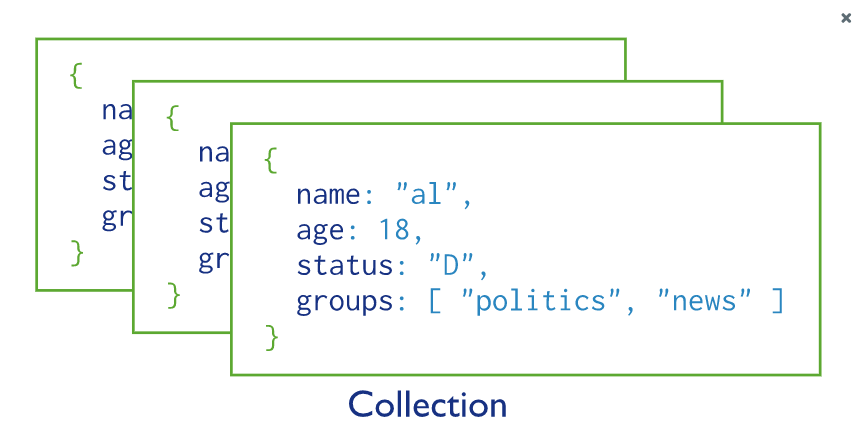 {
na
ag
st
gr
}
{
na
ag
st
gr
}
{
name: "al",
age: 18,
status: "D",
groups: [ "politics", "news" ]
}
Collection